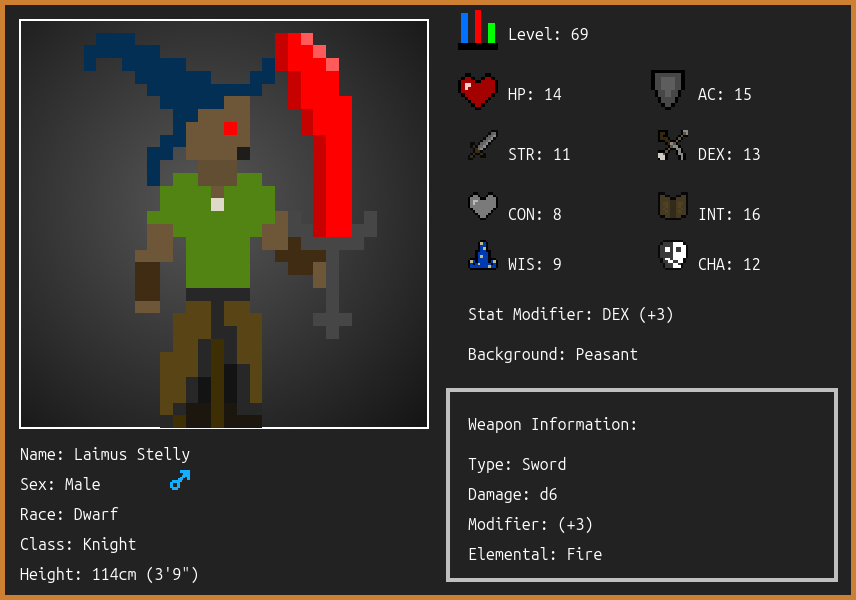 Level: 69
HP: 14
AC: 15
STR: 11
DEX: 13
CON: 8
INT: 16
WIS: 9
CHA: 12
Stat Modifier: DEX (+3)
Background: Peasant
Weapon Information:
Type: Sword
Damage: d6
Modifier: (+3)
Elemental: Fire
Name: Laimus Stelly
Sex: Male
Race: Dwarf
Class: Knight
Height: 114cm (3'9")